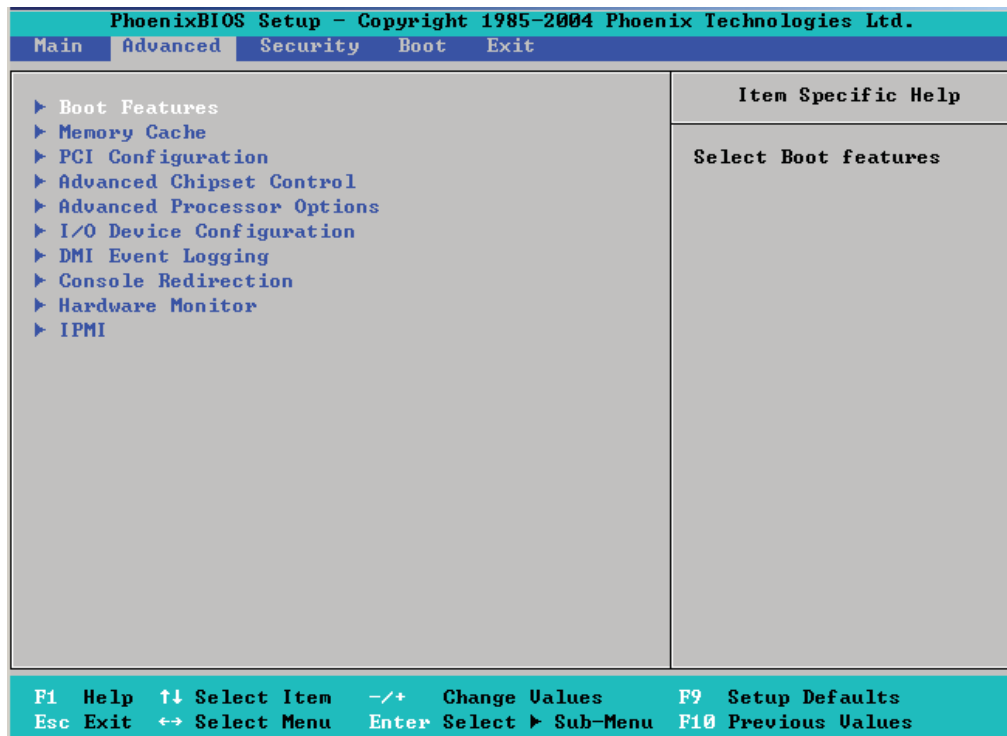 PhoenixBIOS Setup – Copyright 1985-2004 Phoenix Technologies Ltd.
Main Advanced Security Boot Exit
Item Specific Help
Select Boot features
▶ Boot Features
▶ Memory Cache
▶ PCI Configuration
▶ Advanced Chipset Control
▶ Advanced Processor Options
▶ I/O Device Configuration
▶ DMI Event Logging
▶ Console Redirection
▶ Hardware Monitor
▶ IPMI
F1 Help ↑↓ Select Item -/+ Change Values F9 Setup Defaults
Esc Exit ↔ Select Menu Enter Select ▶ Sub-Menu F10 Previous Values